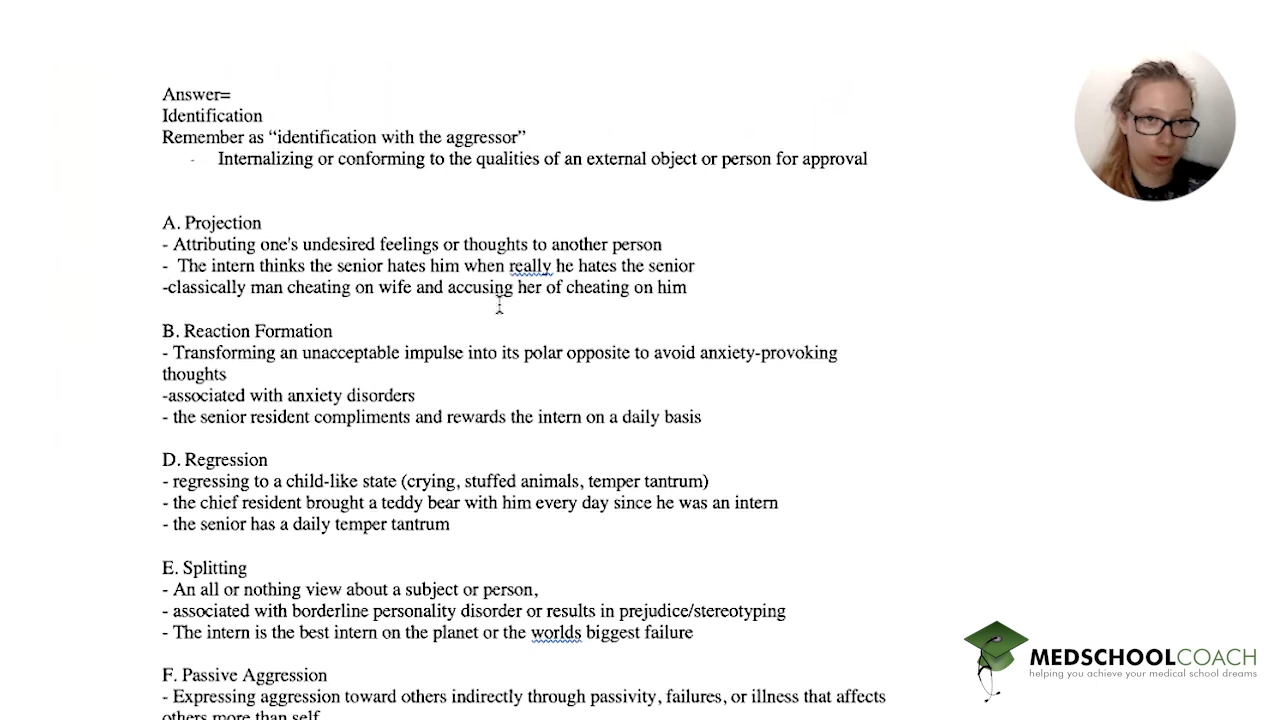 Answer=
Identification
Remember as “identification with the aggressor”
- Internalizing or conforming to the qualities of an external object or person for approval
A. Projection
- Attributing one's undesired feelings or thoughts to another person
- The intern thinks the senior hates him when really he hates the senior
-classically man cheating on wife and accusing her of cheating on him
B. Reaction Formation
- Transforming an unacceptable impulse into its polar opposite to avoid anxiety-provoking
thoughts
-associated with anxiety disorders
- the senior resident compliments and rewards the intern on a daily basis
D. Regression
- regressing to a child-like state (crying, stuffed animals, temper tantrum)
- the chief resident brought a teddy bear with him every day since he was an intern
- the senior has a daily temper tantrum
E. Splitting
- An all or nothing view about a subject or person,
- associated with borderline personality disorder or results in prejudice/stereotyping
- The intern is the best intern on the planet or the worlds biggest failure
F. Passive Aggression
- Expressing aggression toward others indirectly through passivity, failures, or illness that affects
others more than self
MEDSCHOOLCOACH
helping you achieve your medical school dreams